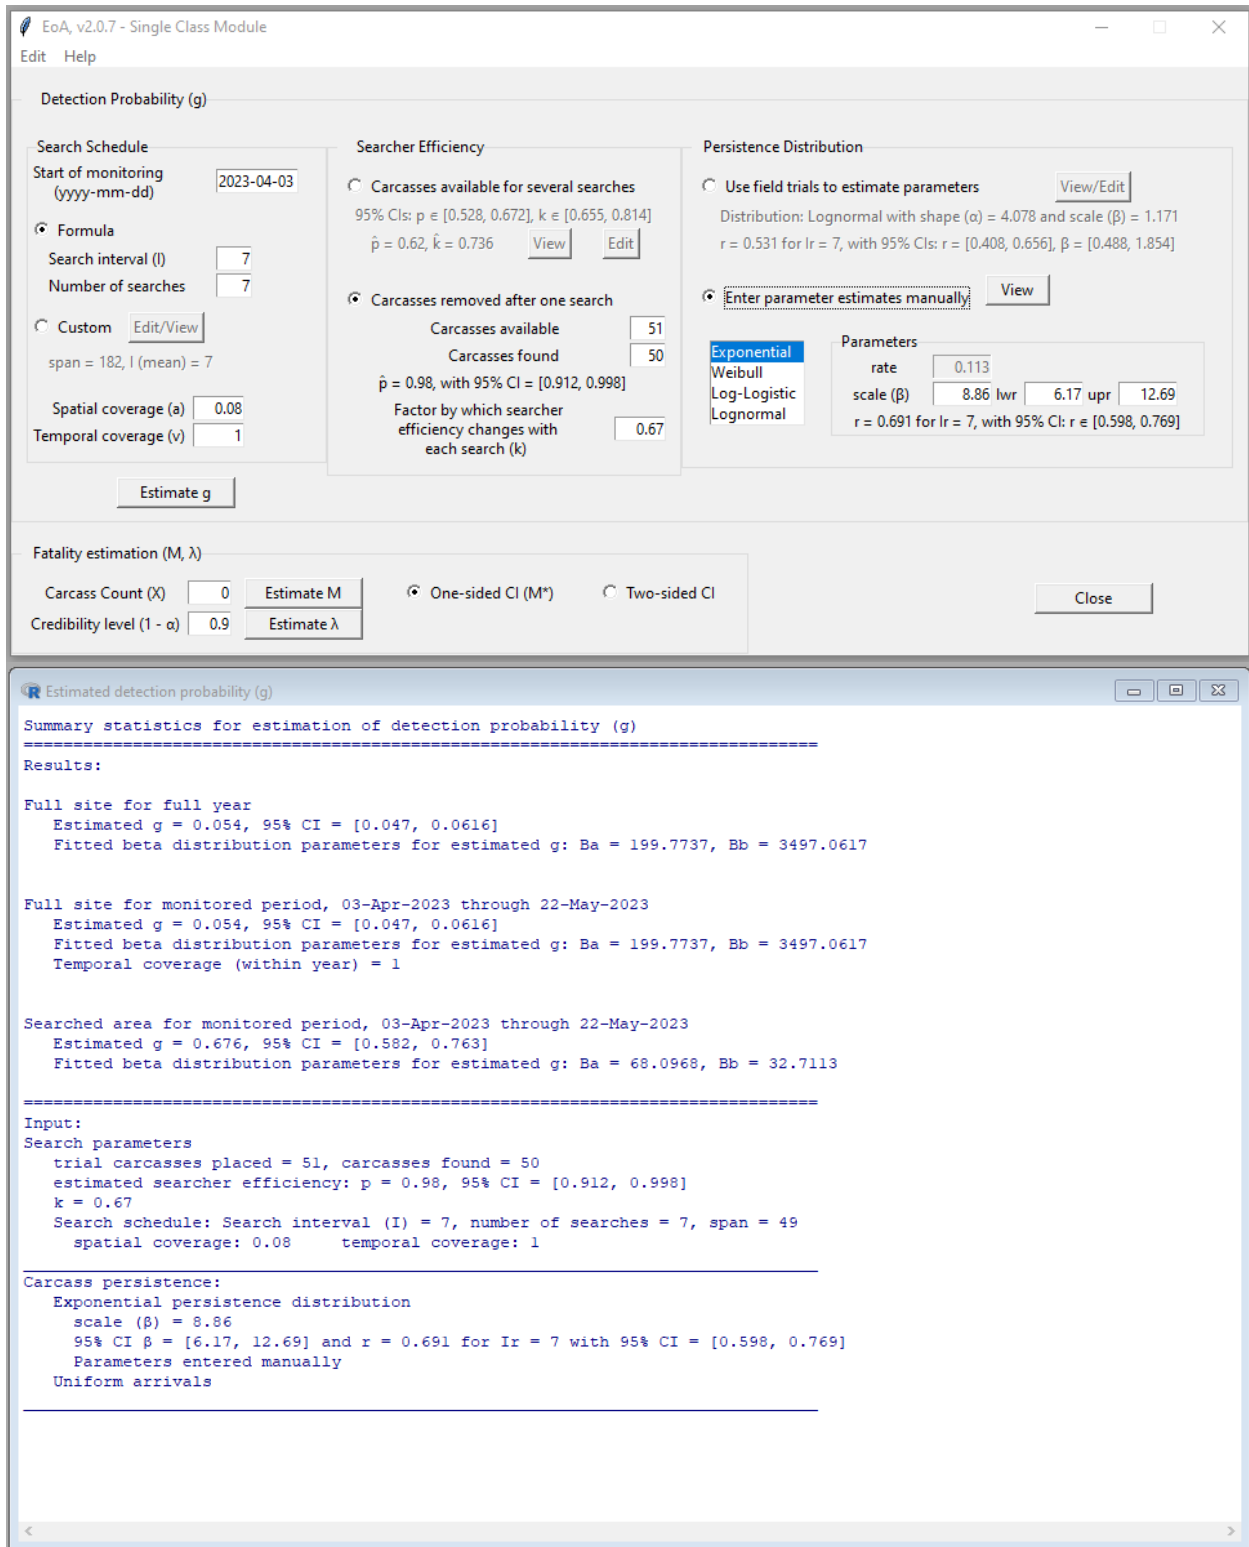 EoA, v2.0.7 - Single Class Module
Edit Help
Detection Probability (g)
Search Schedule
Start of monitoring
(yyyy-mm-dd)
2023-04-03
Formula
Search interval (I) 7
Number of searches 7
Custom Edit/View
span = 182, I (mean) = 7
Spatial coverage (a) 0.08
Temporal coverage (v) 1
Estimate g
Searcher Efficiency
Carcasses available for several searches
95% CIs: p ∈ [0.528, 0.672], k ∈ [0.655, 0.814]
p̂ = 0.62, k̂ = 0.736 View Edit
Carcasses removed after one search
Carcasses available 51
Carcasses found 50
p̂ = 0.98, with 95% CI = [0.912, 0.998]
Factor by which searcher
efficiency changes with
each search (k)
0.67
Persistence Distribution
Use field trials to estimate parameters View/Edit
Distribution: Lognormal with shape (α) = 4.078 and scale (β) = 1.171
r = 0.531 for Ir = 7, with 95% CIs: r = [0.408, 0.656], β = [0.488, 1.854]
Enter parameter estimates manually View
Exponential
Weibull
Log-Logistic
Lognormal
Parameters
rate 0.113
scale (β) 8.86 lwr 6.17 upr 12.69
r = 0.691 for Ir = 7, with 95% CI: r ∈ [0.598, 0.769]
Fatality estimation (M, λ)
Carcass Count (X) 0 Estimate M One-sided CI (M*) Two-sided CI
Credibility level (1 - α) 0.9 Estimate λ
Close
Estimated detection probability (g)
Summary statistics for estimation of detection probability (g)
================================================================================
Results:
Full site for full year
Estimated g = 0.054, 95% CI = [0.047, 0.0616]
Fitted beta distribution parameters for estimated g: Ba = 199.7737, Bb = 3497.0617
Full site for monitored period, 03-Apr-2023 through 22-May-2023
Estimated g = 0.054, 95% CI = [0.047, 0.0616]
Fitted beta distribution parameters for estimated g: Ba = 199.7737, Bb = 3497.0617
Temporal coverage (within year) = 1
Searched area for monitored period, 03-Apr-2023 through 22-May-2023
Estimated g = 0.676, 95% CI = [0.582, 0.763]
Fitted beta distribution parameters for estimated g: Ba = 68.0968, Bb = 32.7113
================================================================================
Input:
Search parameters
trial carcasses placed = 51, carcasses found = 50
estimated searcher efficiency: p = 0.98, 95% CI = [0.912, 0.998]
k = 0.67
Search schedule: Search interval (I) = 7, number of searches = 7, span = 49
spatial coverage: 0.08 temporal coverage: 1
Carcass persistence:
Exponential persistence distribution
scale (β) = 8.86
95% CI β = [6.17, 12.69] and r = 0.691 for Ir = 7 with 95% CI = [0.598, 0.769]
Parameters entered manually
Uniform arrivals